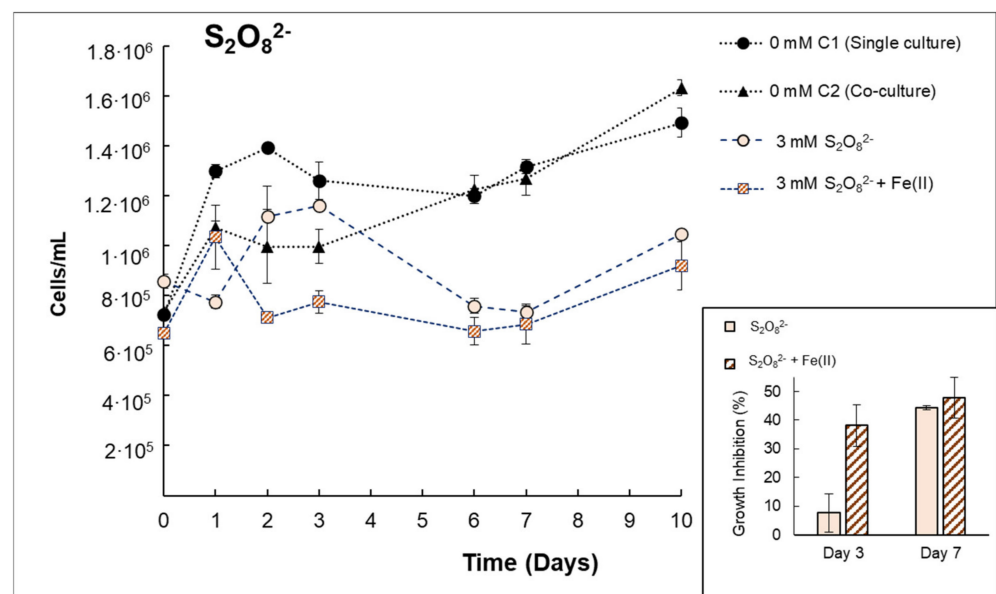 S₂O₈²⁻
1.8·10⁶
1.6·10⁶
1.4·10⁶
1.2·10⁶
1·10⁶
8·10⁵
6·10⁵
4·10⁵
2·10⁵
Cells/mL
0 1 2 3 4 5 6 7 8 9 10
Time (Days)
0 mM C1 (Single culture)
0 mM C2 (Co-culture)
3 mM S₂O₈²⁻
3 mM S₂O₈²⁻ + Fe(II)
S₂O₈²⁻
S₂O₈²⁻ + Fe(II)
Growth Inhibition (%)
50
40
30
20
10
0
Day 3 Day 7